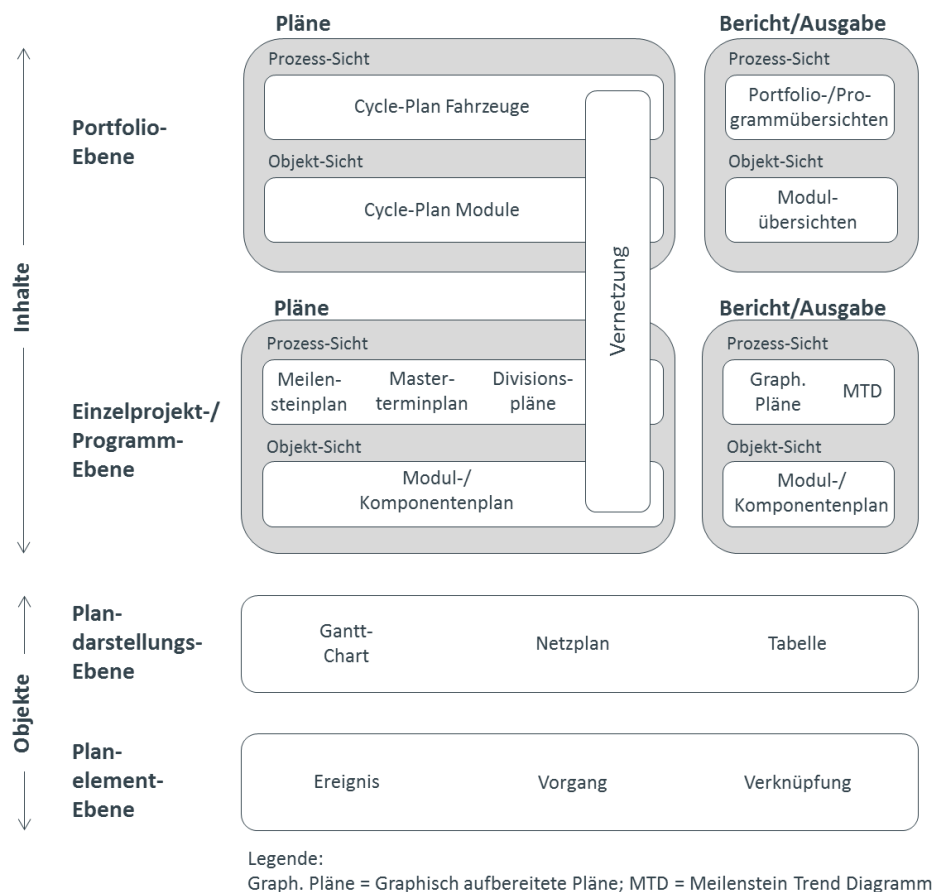 Pläne
Bericht/Ausgabe
Inhalte
Portfolio-
Ebene
Prozess-Sicht
Cycle-Plan Fahrzeuge
Objekt-Sicht
Cycle-Plan Module
Prozess-Sicht
Portfolio-/Pro-
grammübersichten
Objekt-Sicht
Modul-
übersichten
Vernetzung
Pläne
Bericht/Ausgabe
Einzelprojekt-/
Programm-
Ebene
Prozess-Sicht
Meilen-
steinplan
Master-
terminplan
Divisions-
pläne
Objekt-Sicht
Modul-/
Komponentenplan
Prozess-Sicht
Graph.
Pläne
MTD
Objekt-Sicht
Modul-/
Komponentenplan
Objekte
Plan-
darstellungs-
Ebene
Gantt-
Chart
Netzplan
Tabelle
Plan-
element-
Ebene
Ereignis
Vorgang
Verknüpfung
Legende:
Graph. Pläne = Graphisch aufbereitete Pläne; MTD = Meilenstein Trend Diagramm